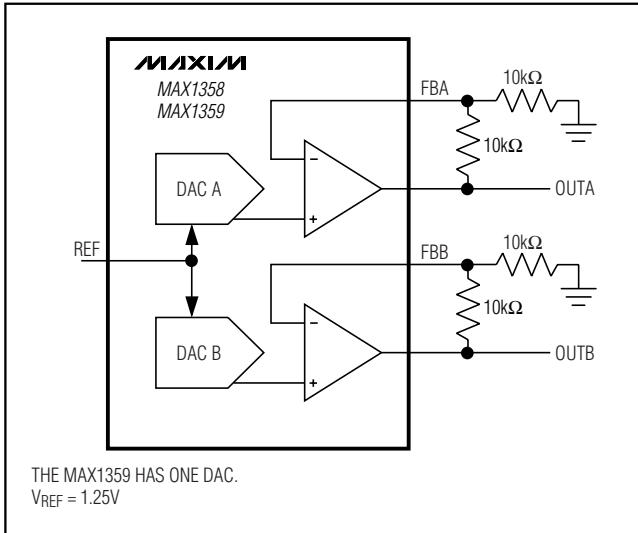 MAXIM
MAX1358
MAX1359
FBA
10kΩ
10kΩ
DAC A
OUTA
REF
FBB
10kΩ
10kΩ
DAC B
OUTB
THE MAX1359 HAS ONE DAC.
VREF = 1.25V